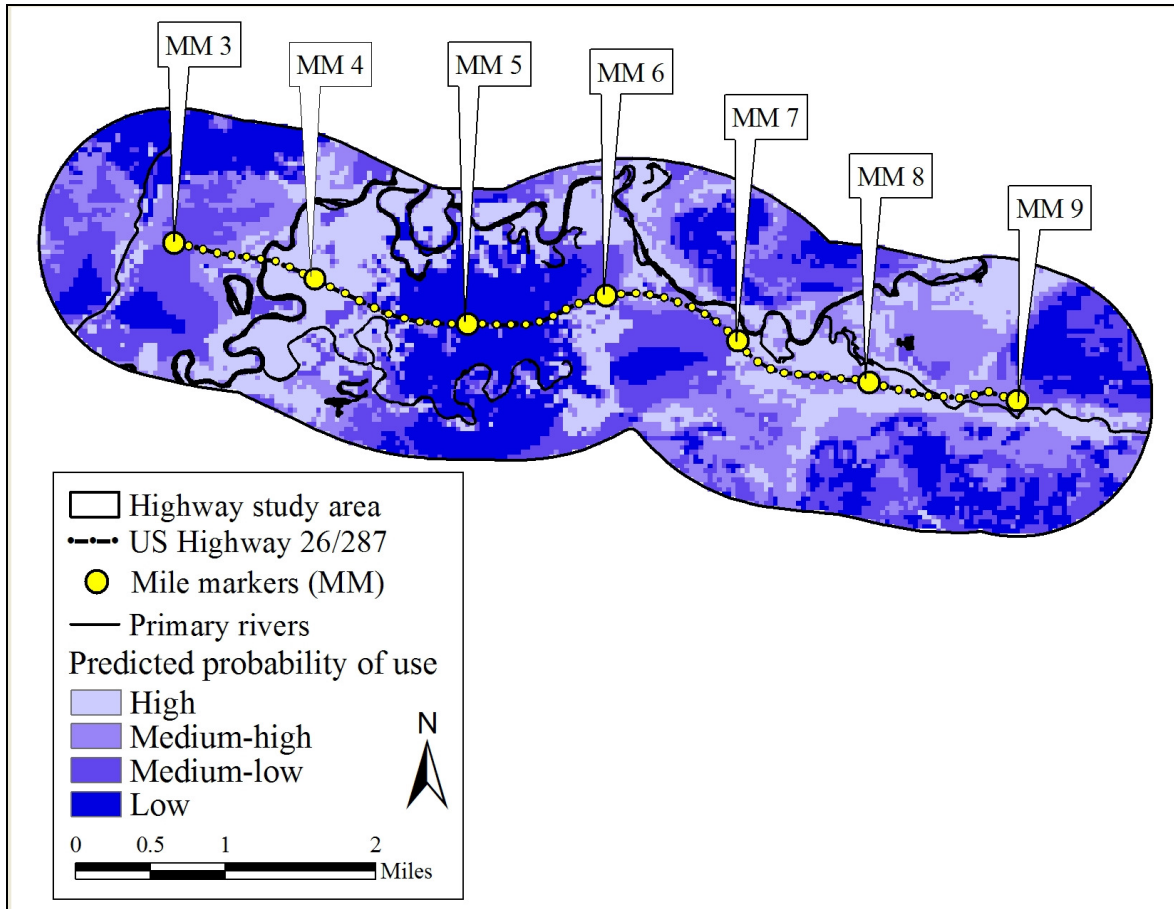 MM 3
MM 4
MM 5
MM 6
MM 7
MM 8
MM 9
Highway study area
US Highway 26/287
Mile markers (MM)
Primary rivers
Predicted probability of use
High
Medium-high
Medium-low
Low
N
0 0.5 1 2
Miles